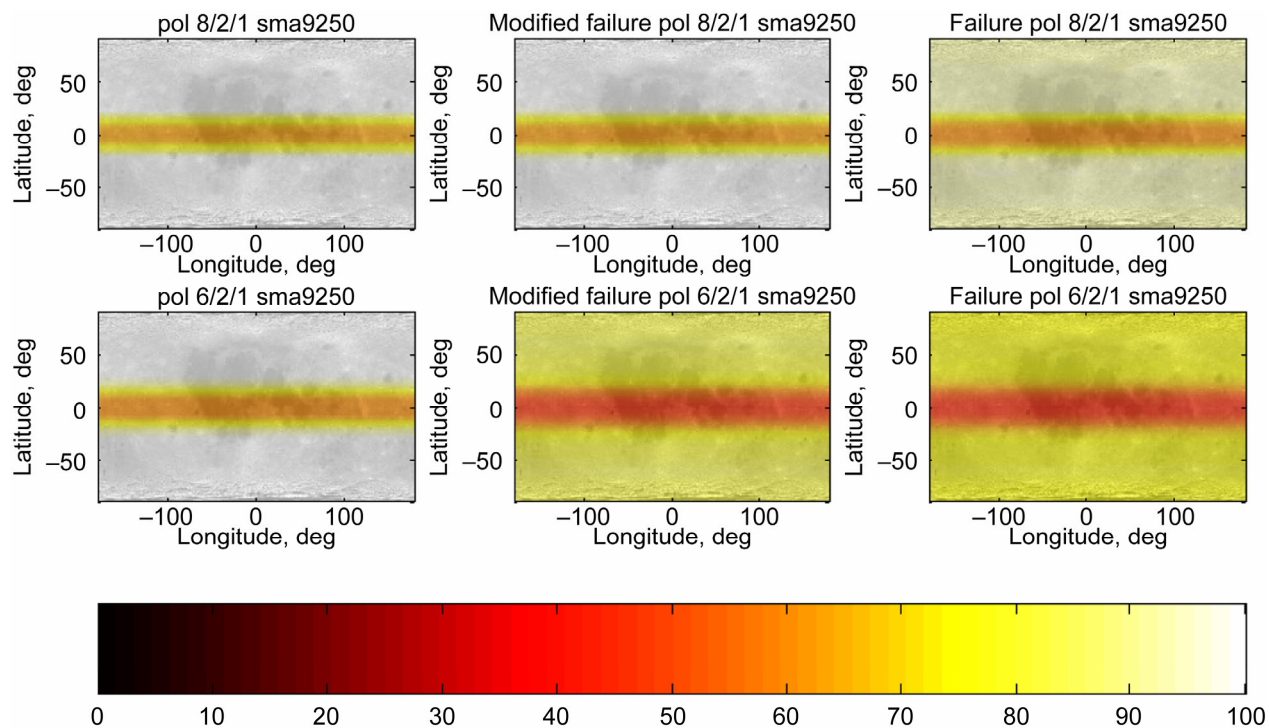 pol 8/2/1 sma9250 Modified failure pol 8/2/1 sma9250 Failure pol 8/2/1 sma9250
Latitude, deg Latitude, deg Latitude, deg
50 50 50
0 0 0
–50 –50 –50
–100 0 100 –100 0 100 –100 0 100
Longitude, deg Longitude, deg Longitude, deg
pol 6/2/1 sma9250 Modified failure pol 6/2/1 sma9250 Failure pol 6/2/1 sma9250
Latitude, deg Latitude, deg Latitude, deg
50 50 50
0 0 0
–50 –50 –50
–100 0 100 –100 0 100 –100 0 100
Longitude, deg Longitude, deg Longitude, deg
0 10 20 30 40 50 60 70 80 90 100